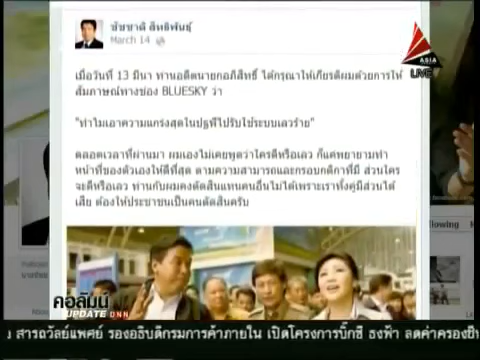 ชัชชาติ สิทธิพันธุ์
March 14
ASIA
LIVE
เมื่อวันที่ 13 มีนา ท่านอดีตนายกอภิสิทธิ์ ได้กรุณาให้เกียรติผมด้วยการให้
สัมภาษณ์ทางช่อง BLUESKY ว่า
"ทำไมเอาความแกร่งสุดในปฐพีไปรับใช้ระบบเลวร้าย"
ตลอดเวลาที่ผ่านมา ผมเองไม่เคยพูดว่าใครดีหรือเลว ก็แค่พยายามทำ
หน้าที่ของตัวเองให้ดีที่สุด ตามความสามารถและกรอบกติกาที่มี ส่วนใคร
จะดีหรือเลว ท่านกับผมคงตัดสินแทนคนอื่นไม่ได้เพราะเราทั้งคู่มีส่วนได้
เสีย ต้องให้ประชาชนเป็นคนตัดสินครับ
llowing
คอลัมน์
UPDATE DNN
สารถวัลย์แพศย์ รองอธิบดีกรมการค้าภายใน เปิดโครงการบิ๊กซี ธงฟ้า ลดค่าครอง